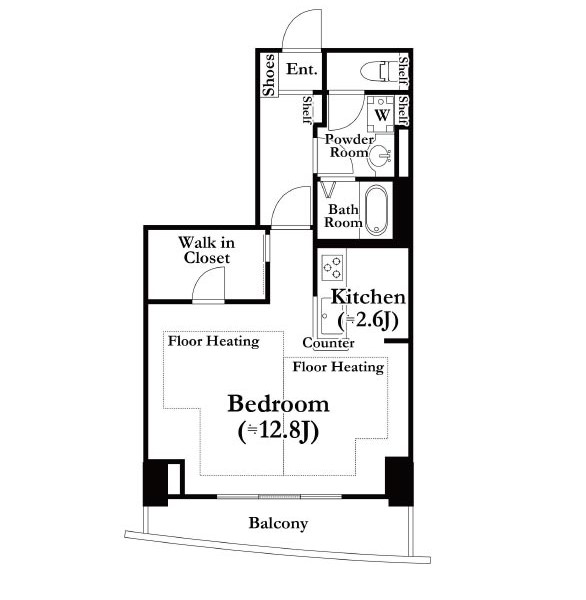 Shoes
Ent.
Shelf
Shelf
Shelf
W
Powder
Room
Bath
Room
Walk in
Closet
Kitchen
(≒2.6J)
Counter
Floor Heating
Floor Heating
Bedroom
(≒12.8J)
Balcony